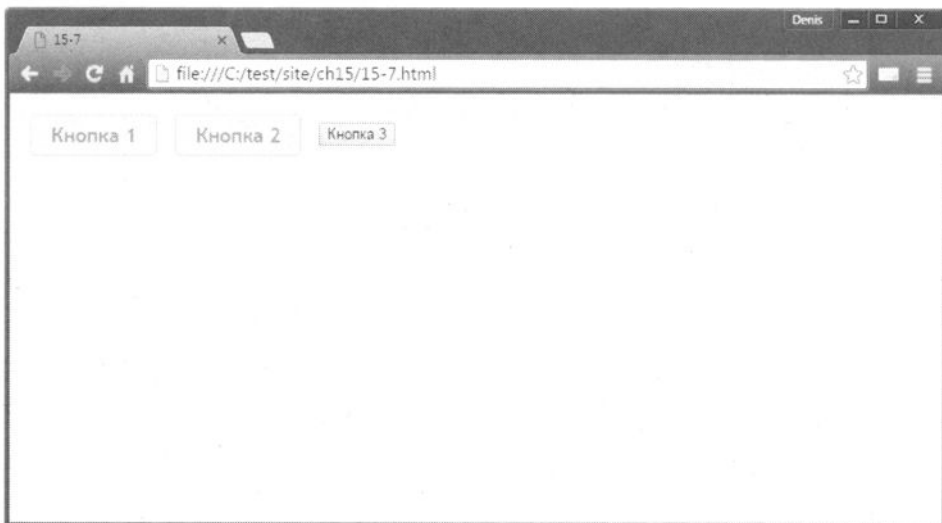 Denis
15-7
file:///C:/test/site/ch15/15-7.html
Кнопка 1
Кнопка 2
Кнопка 3